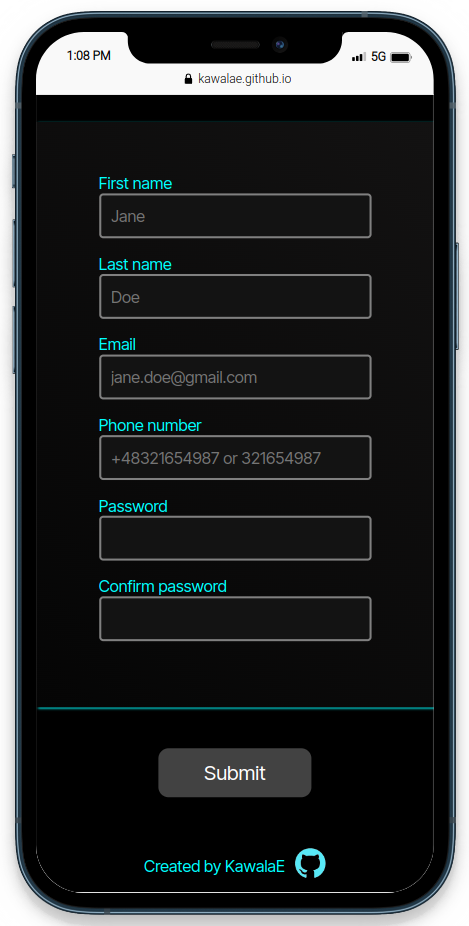 1:08 PM
5G
kawalae.github.io
First name
Jane
Last name
Doe
Email
jane.doe@gmail.com
Phone number
+48321654987 or 321654987
Password
Confirm password
Submit
Created by KawalaE